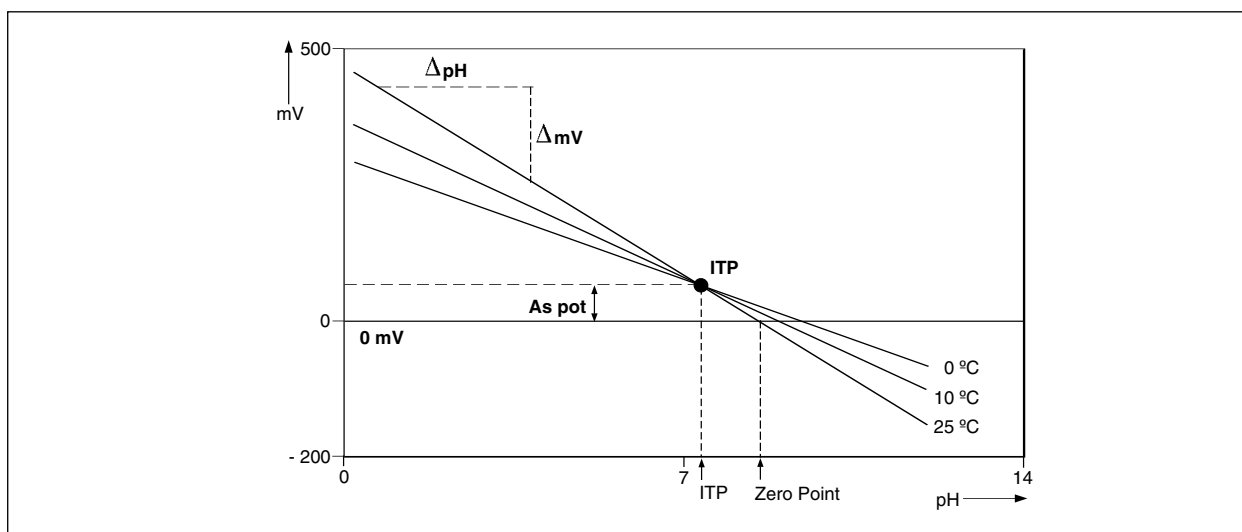 500
ΔpH
mV
ΔmV
ITP
As pot
0
0 mV
0 ºC
10 ºC
25 ºC
- 200
0
7
14
ITP
Zero Point
pH